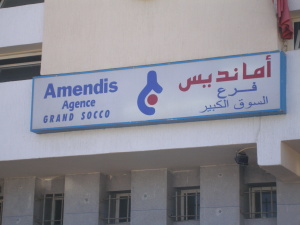 Amendis
Agence
GRAND SOCCO
أمانديس
فرع
السوق الكبير